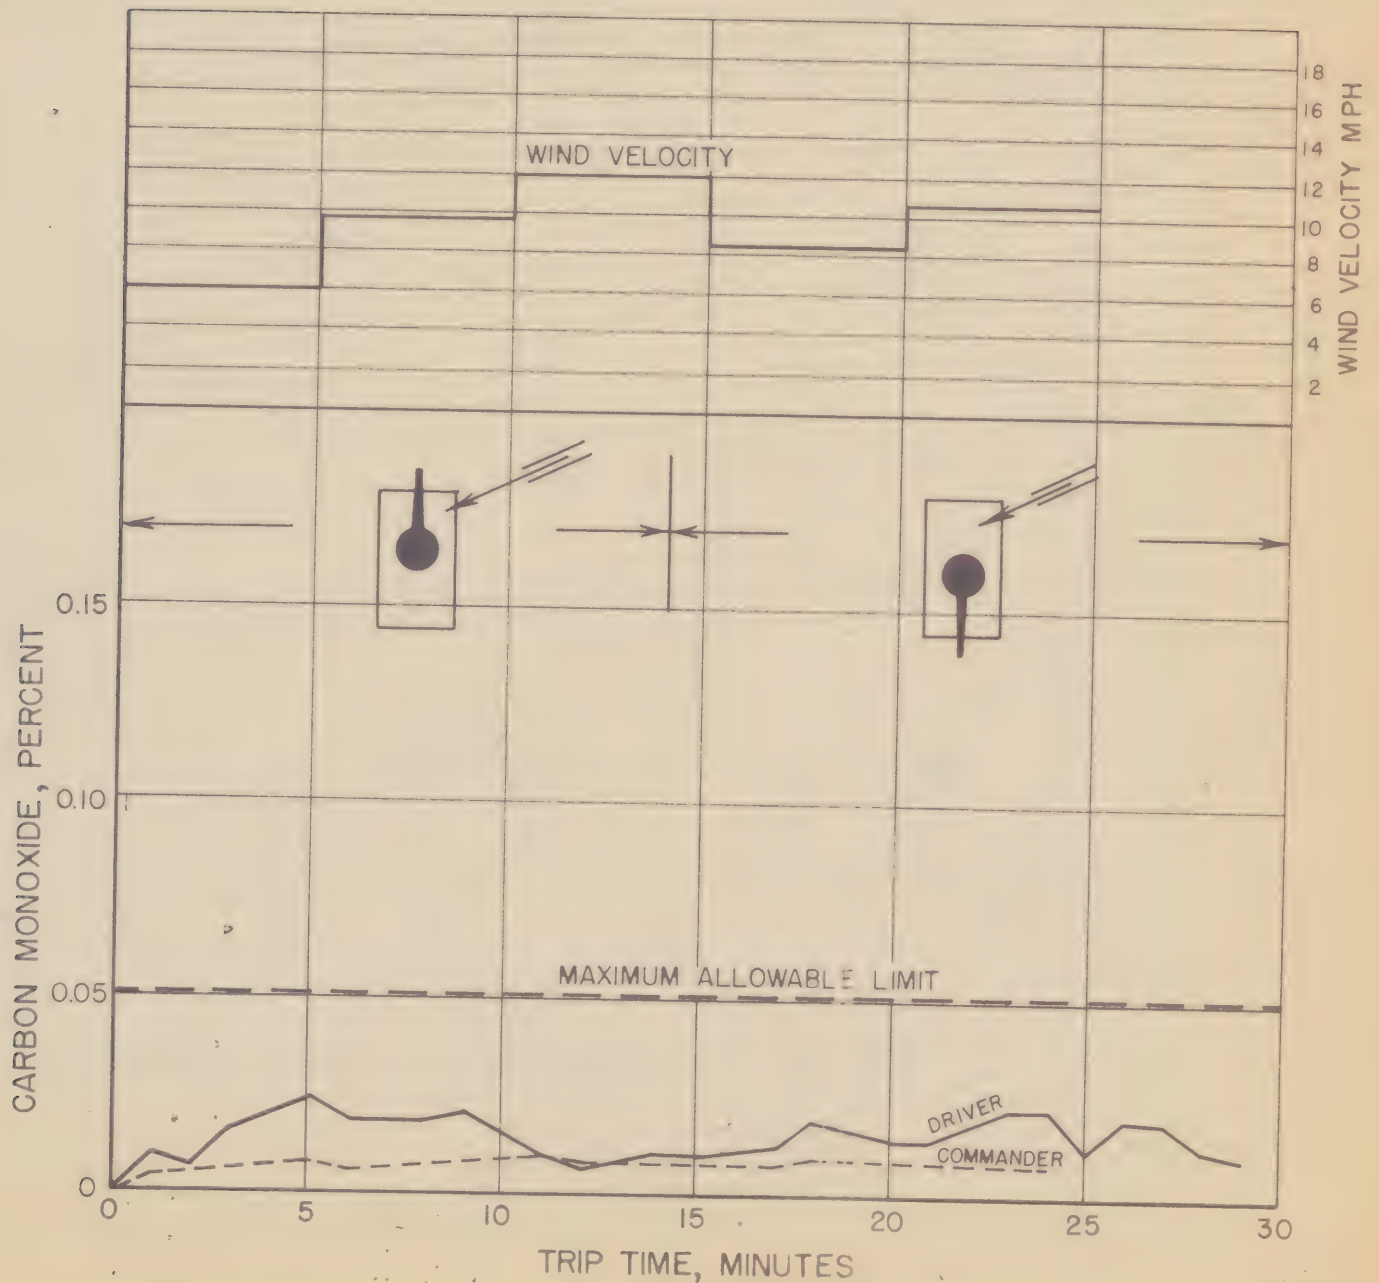 18
16
14
12
10
8
6
4
2
WIND VELOCITY MPH
WIND VELOCITY
0.15
0.10
0.05
0
CARBON MONOXIDE, PERCENT
MAXIMUM ALLOWABLE LIMIT
DRIVER
COMMANDER
0 5 10 15 20 25 30
TRIP TIME, MINUTES